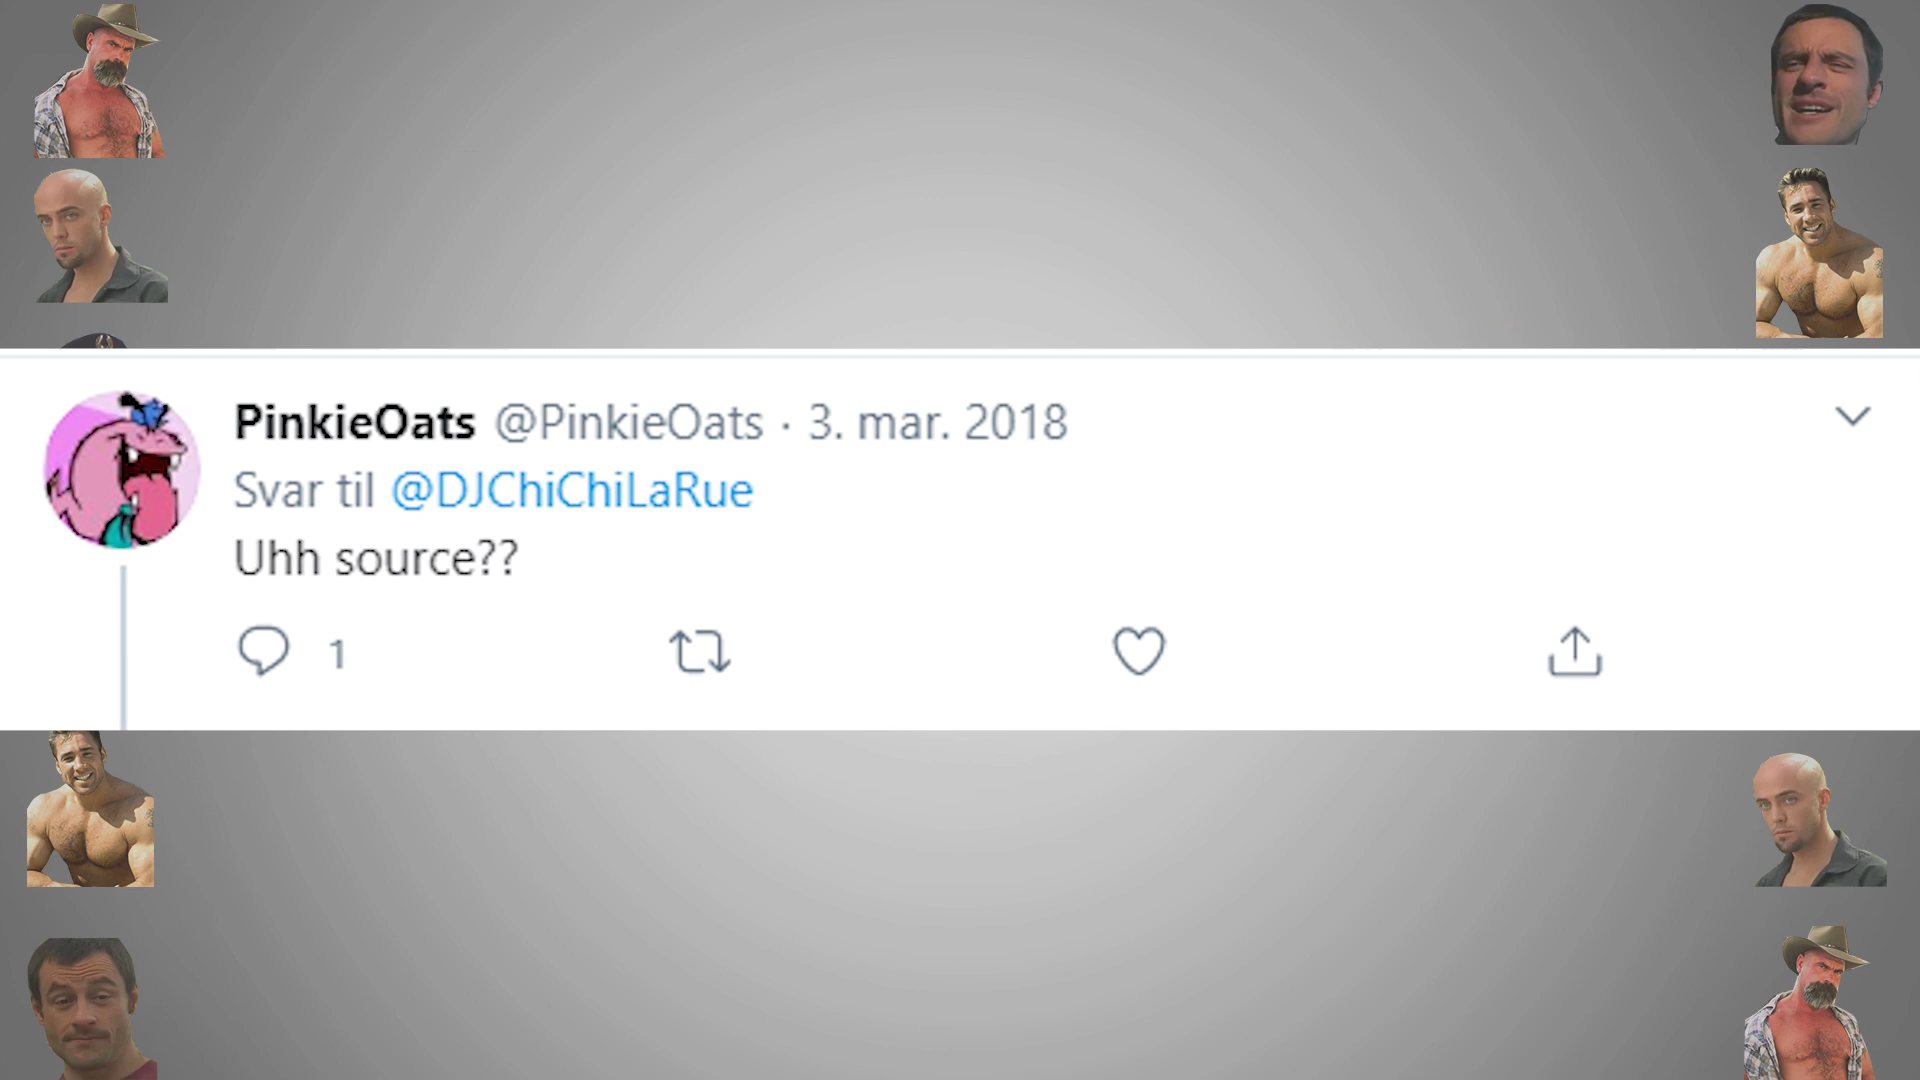 PinkieOats @PinkieOats · 3. mar. 2018
Svar til @DJChiChiLaRue
Uhh source??
1